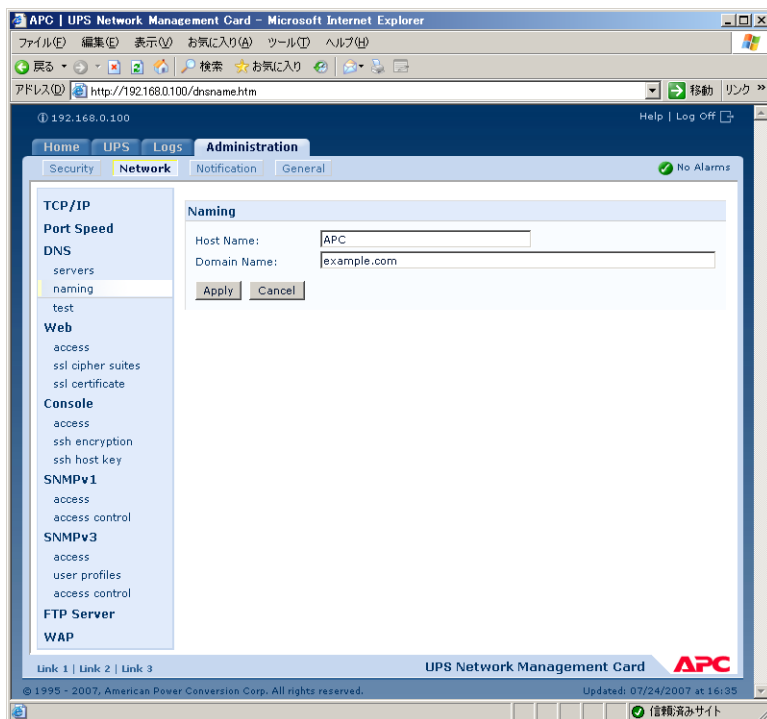 APC | UPS Network Management Card - Microsoft Internet Explorer
ファイル(F) 編集(E) 表示(V) お気に入り(A) ツール(T) ヘルプ(H)
戻る 検索 お気に入り
アドレス(D) http://192.168.0.100/dnsname.htm 移動 リンク »
192.168.0.100 Help | Log Off
Home UPS Logs Administration
Security Network Notification General No Alarms
TCP/IP
Port Speed
DNS
servers
naming
test
Web
access
ssl cipher suites
ssl certificate
Console
access
ssh encryption
ssh host key
SNMPv1
access
access control
SNMPv3
access
user profiles
access control
FTP Server
WAP
Naming
Host Name: APC
Domain Name: example.com
Apply Cancel
Link 1 | Link 2 | Link 3 UPS Network Management Card APC
© 1995 - 2007, American Power Conversion Corp. All rights reserved. Updated: 07/24/2007 at 16:35
信頼済みサイト